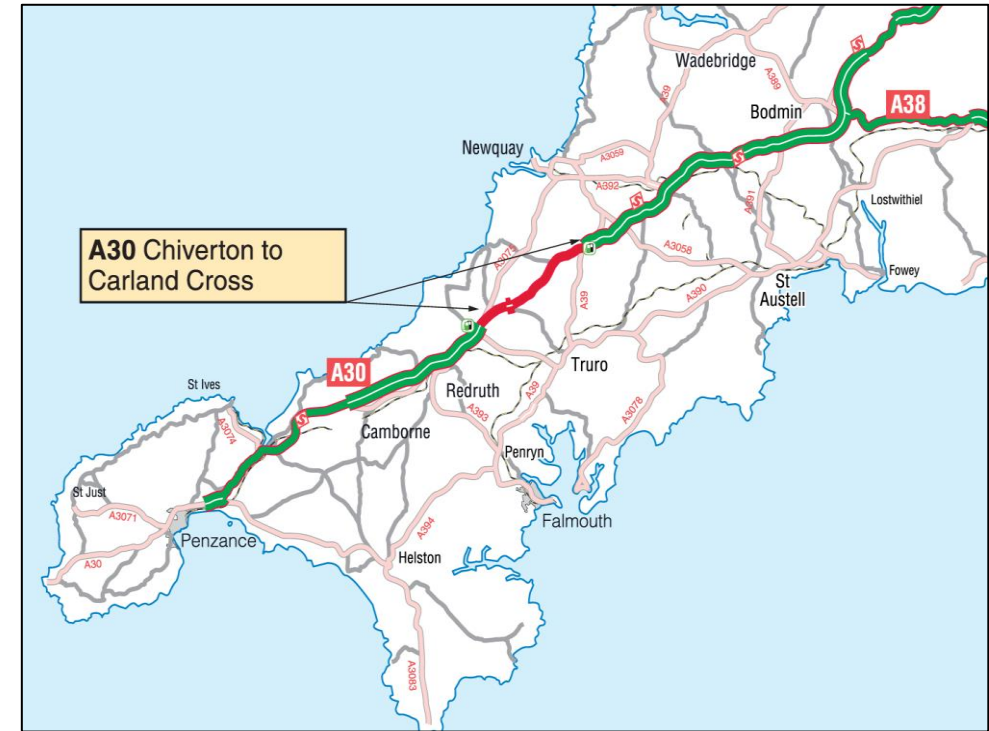 Wadebridge
A39
A389
Bodmin
A38
Newquay
A3059
A392
A391
Lostwithiel
A30 Chiverton to
Carland Cross
A3075
A3058
A39
A390
St
Austell
Fowey
A30
Truro
St Ives
Redruth
A39
A3078
A3074
A393
Camborne
Penryn
St Just
A3071
Penzance
A394
Falmouth
A30
Helston
A3083
S
S
S
S